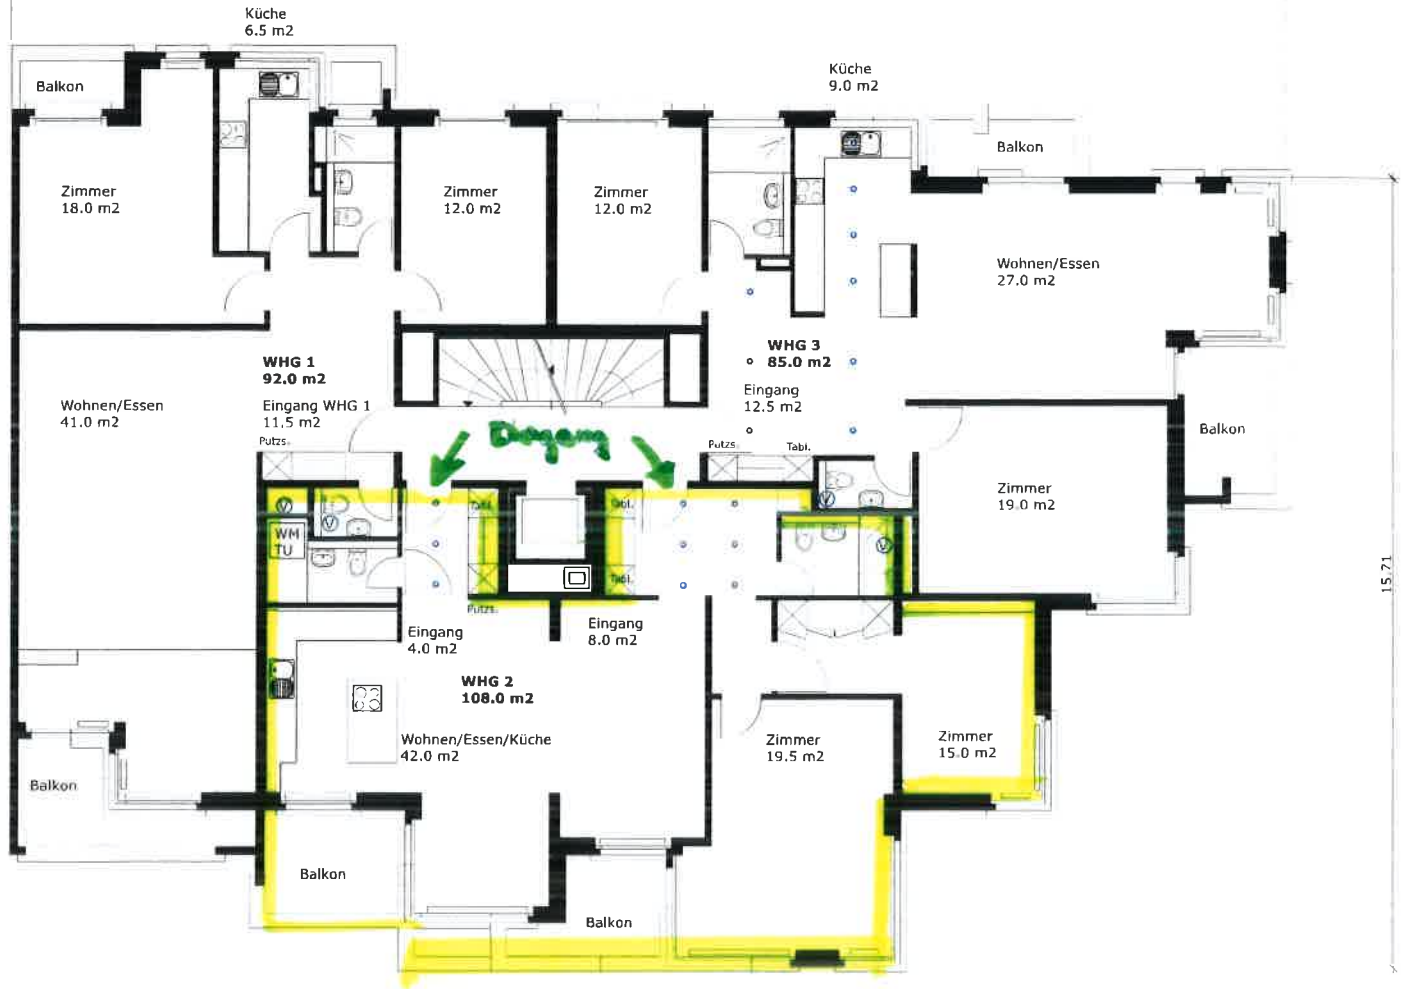 Küche
6.5 m2
Küche
9.0 m2
Balkon
Balkon
Zimmer
18.0 m2
Zimmer
12.0 m2
Zimmer
12.0 m2
Wohnen/Essen
27.0 m2
WHG 1
92.0 m2
WHG 3
85.0 m2
Eingang WHG 1
11.5 m2
Putzs.
Wohnen/Essen
41.0 m2
Eingang
12.5 m2
Putzs.
Tabl.
Balkon
Eingang
Zimmer
19.0 m2
V
V
WM
TU
Tabl.
Tabl.
Tabl.
V
V
Putzs.
15.71
Eingang
4.0 m2
Eingang
8.0 m2
WHG 2
108.0 m2
Wohnen/Essen/Küche
42.0 m2
Zimmer
19.5 m2
Zimmer
15.0 m2
Balkon
Balkon
Balkon